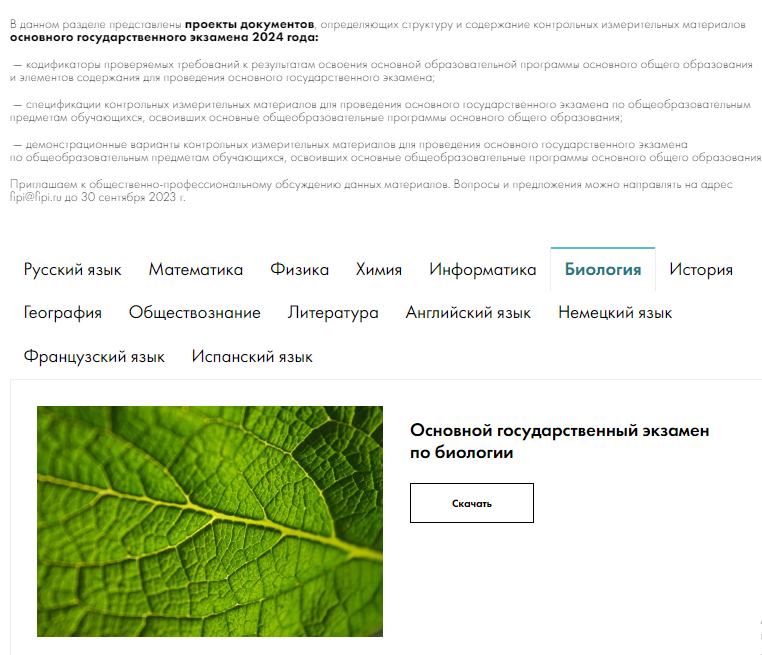 В данном разделе представлены проекты документов, определяющих структуру и содержание контрольных измерительных материалов
основного государственного экзамена 2024 года:
— кодификаторы проверяемых требований к результатам освоения основной образовательной программы основного общего образования
и элементов содержания для проведения основного государственного экзамена;
— спецификации контрольных измерительных материалов для проведения основного государственного экзамена по общеобразовательным
предметам обучающихся, освоивших основные общеобразовательные программы основного общего образования;
— демонстрационные варианты контрольных измерительных материалов для проведения основного государственного экзамена
по общеобразовательным предметам обучающихся, освоивших основные общеобразовательные программы основного общего образования
Приглашаем к общественно-профессиональному обсуждению данных материалов. Вопросы и предложения можно направлять на адрес
fipi@fipi.ru до 30 сентября 2023 г.
Русский язык Математика Физика Химия Информатика Биология История
География Обществознание Литература Английский язык Немецкий язык
Французский язык Испанский язык
Основной государственный экзамен
по биологии
Скачать